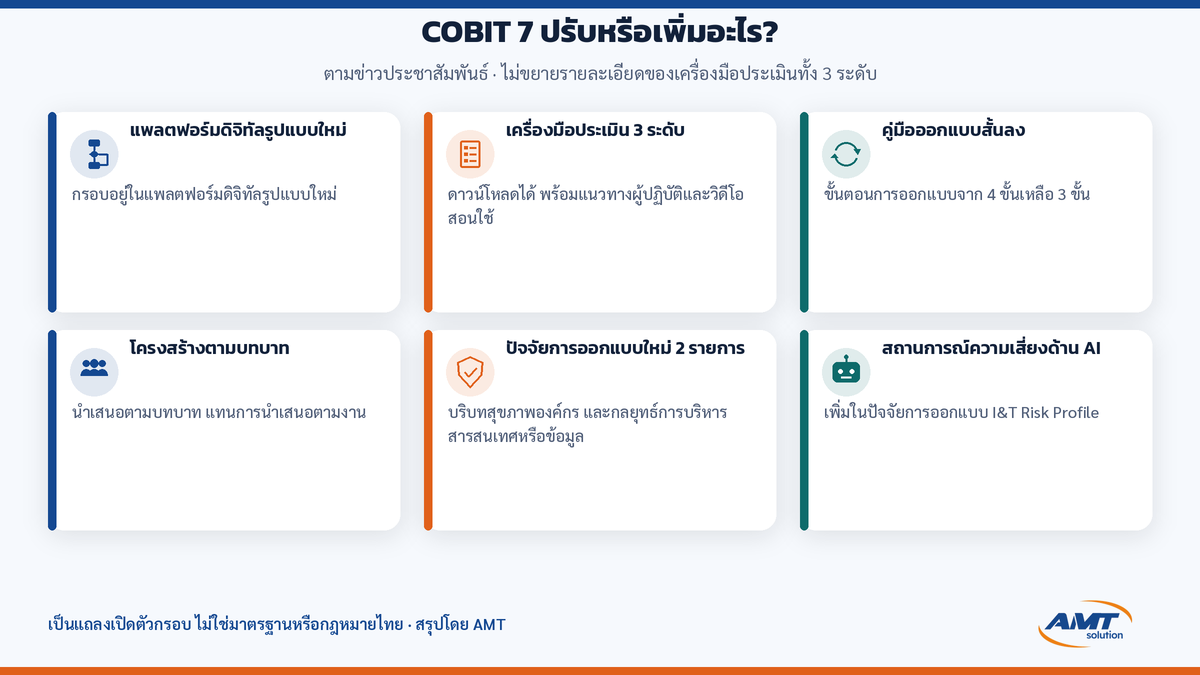 COBIT 7 ปรับหรือเพิ่มอะไร?
ตามข่าวประชาสัมพันธ์ · ไม่ขยายรายละเอียดของเครื่องมือประเมินทั้ง 3 ระดับ
แพลตฟอร์มดิจิทัลรูปแบบใหม่
กรอบอยู่ในแพลตฟอร์มดิจิทัลรูปแบบใหม่
เครื่องมือประเมิน 3 ระดับ
ดาวน์โหลดได้ พร้อมแนวทางผู้ปฏิบัติและวิดีโอ
สอนใช้
คู่มือออกแบบสั้นลง
ขั้นตอนการออกแบบจาก 4 ขั้นเหลือ 3 ขั้น
โครงสร้างตามบทบาท
นำเสนอตามบทบาท แทนการนำเสนอตามงาน
ปัจจัยการออกแบบใหม่ 2 รายการ
บริบทสุขภาพองค์กร และกลยุทธ์การบริหาร
สารสนเทศหรือข้อมูล
สถานการณ์ความเสี่ยงด้าน AI
เพิ่มในปัจจัยการออกแบบ I&T Risk Profile
เป็นแถลงเปิดตัวกรอบ ไม่ใช่มาตรฐานหรือกฎหมายไทย · สรุปโดย AMT
AMT
solution